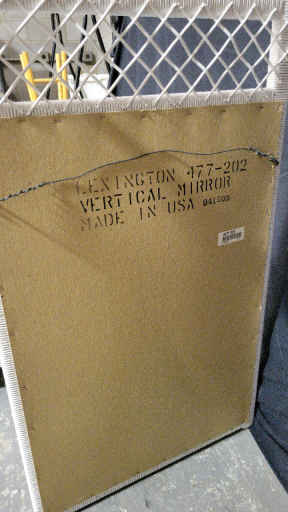 LEXINGTON 477-202
VERTICAL MIRROR
MADE IN USA